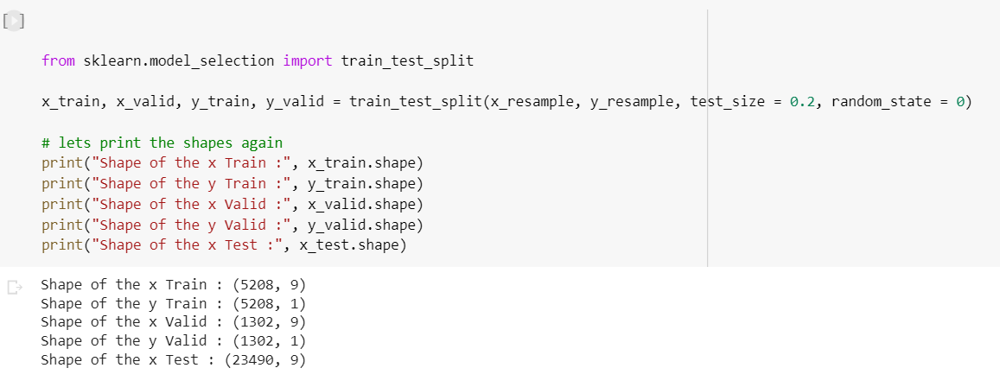 from sklearn.model_selection import train_test_split
x_train, x_valid, y_train, y_valid = train_test_split(x_resample, y_resample, test_size = 0.2, random_state = 0)
# lets print the shapes again
print("Shape of the x Train :", x_train.shape)
print("Shape of the y Train :", y_train.shape)
print("Shape of the x Valid :", x_valid.shape)
print("Shape of the y Valid :", y_valid.shape)
print("Shape of the x Test :", x_test.shape)
Shape of the x Train : (5208, 9)
Shape of the y Train : (5208, 1)
Shape of the x Valid : (1302, 9)
Shape of the y Valid : (1302, 1)
Shape of the x Test : (23490, 9)